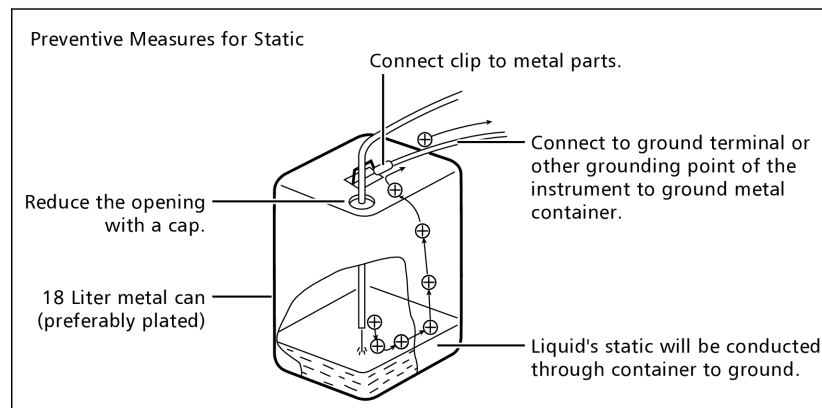 Preventive Measures for Static
Connect clip to metal parts.
Connect to ground terminal or
other grounding point of the
instrument to ground metal
container.
Reduce the opening
with a cap.
18 Liter metal can
(preferably plated)
Liquid's static will be conducted
through container to ground.